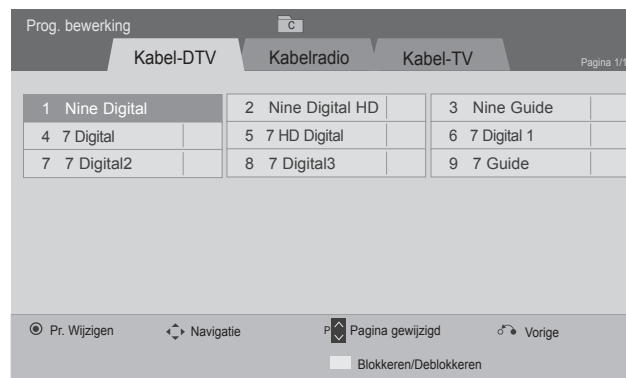 Prog. bewerking C
Kabel-DTV Kabelradio Kabel-TV Pagina 1/1
1 Nine Digital 2 Nine Digital HD 3 Nine Guide
4 7 Digital 5 7 HD Digital 6 7 Digital 1
7 7 Digital2 8 7 Digital3 9 7 Guide
Pr. Wijzigen Navigatie P Pagina gewijzigd Vorige
Blokkeren/Deblokkeren